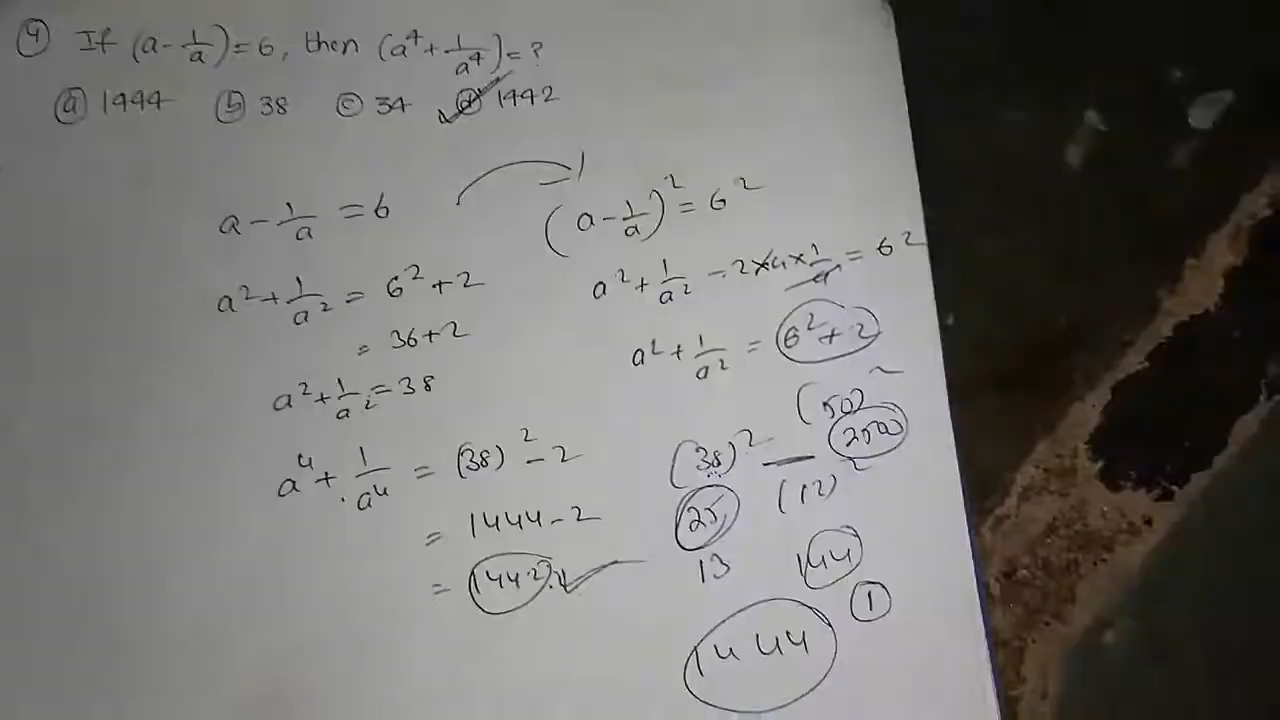 4 If (a - 1/a) = 6, then (a⁴ + 1/a⁴) = ?
a 1444 b 38 c 34 d 1442
a - 1/a = 6
a² + 1/a² = 6² + 2
= 36 + 2
a² + 1/a² = 38
a⁴ + 1/a⁴ = (38)² - 2
= 1444 - 2
= 1442
(a - 1/a)² = 6²
a² + 1/a² - 2 × a × 1/a = 6²
a² + 1/a² = 6² + 2
(50)²
2500
(38)² — (12)²
25
13 144
1
1444